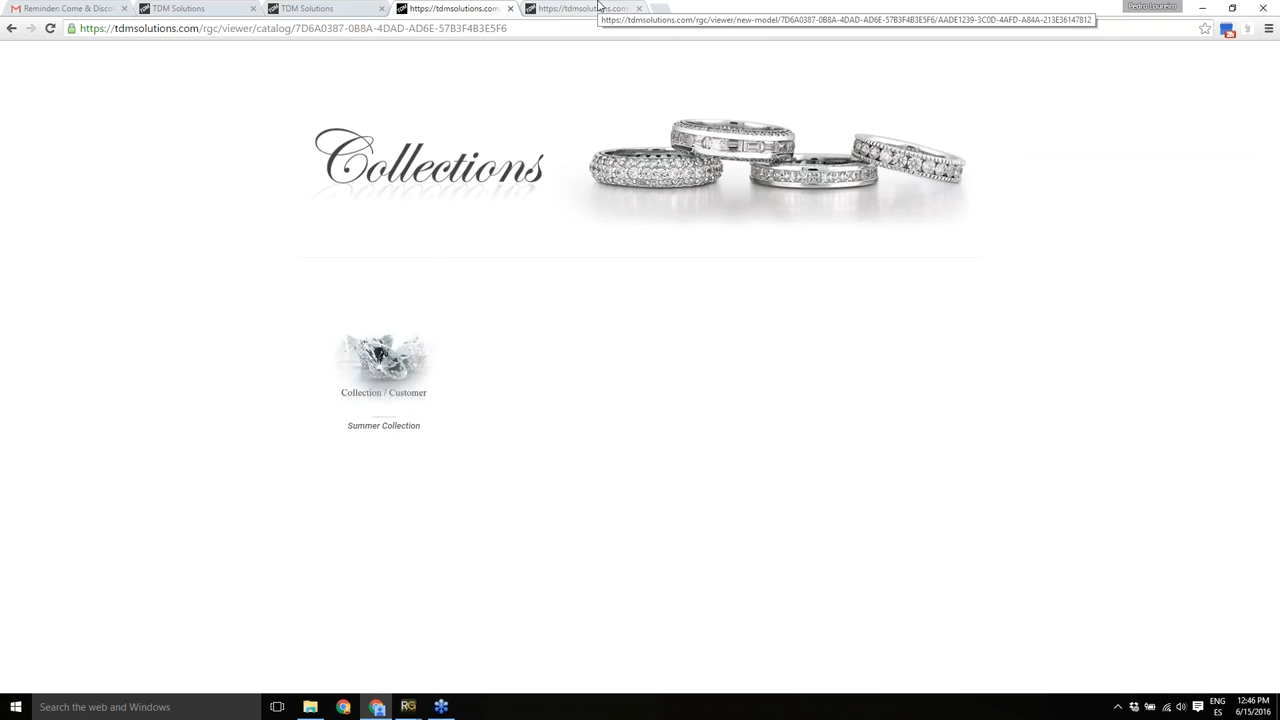 Reminder: Come & Disco
TDM Solutions
TDM Solutions
https://tdmsolutions.com
https://tdmsolutions.com
Pedro Loureiro
https://tdmsolutions.com/rgc/viewer/new-model/7D6A0387-0B8A-4DAD-AD6E-57B3F4B3E5F6/AADE1239-3C0D-4AFD-A84A-213E36147812
https://tdmsolutions.com/rgc/viewer/catalog/7D6A0387-0B8A-4DAD-AD6E-57B3F4B3E5F6
Collections
Collection / Customer
Summer Collection
Search the web and Windows
RG
ENG
ES
12:46 PM
6/15/2016